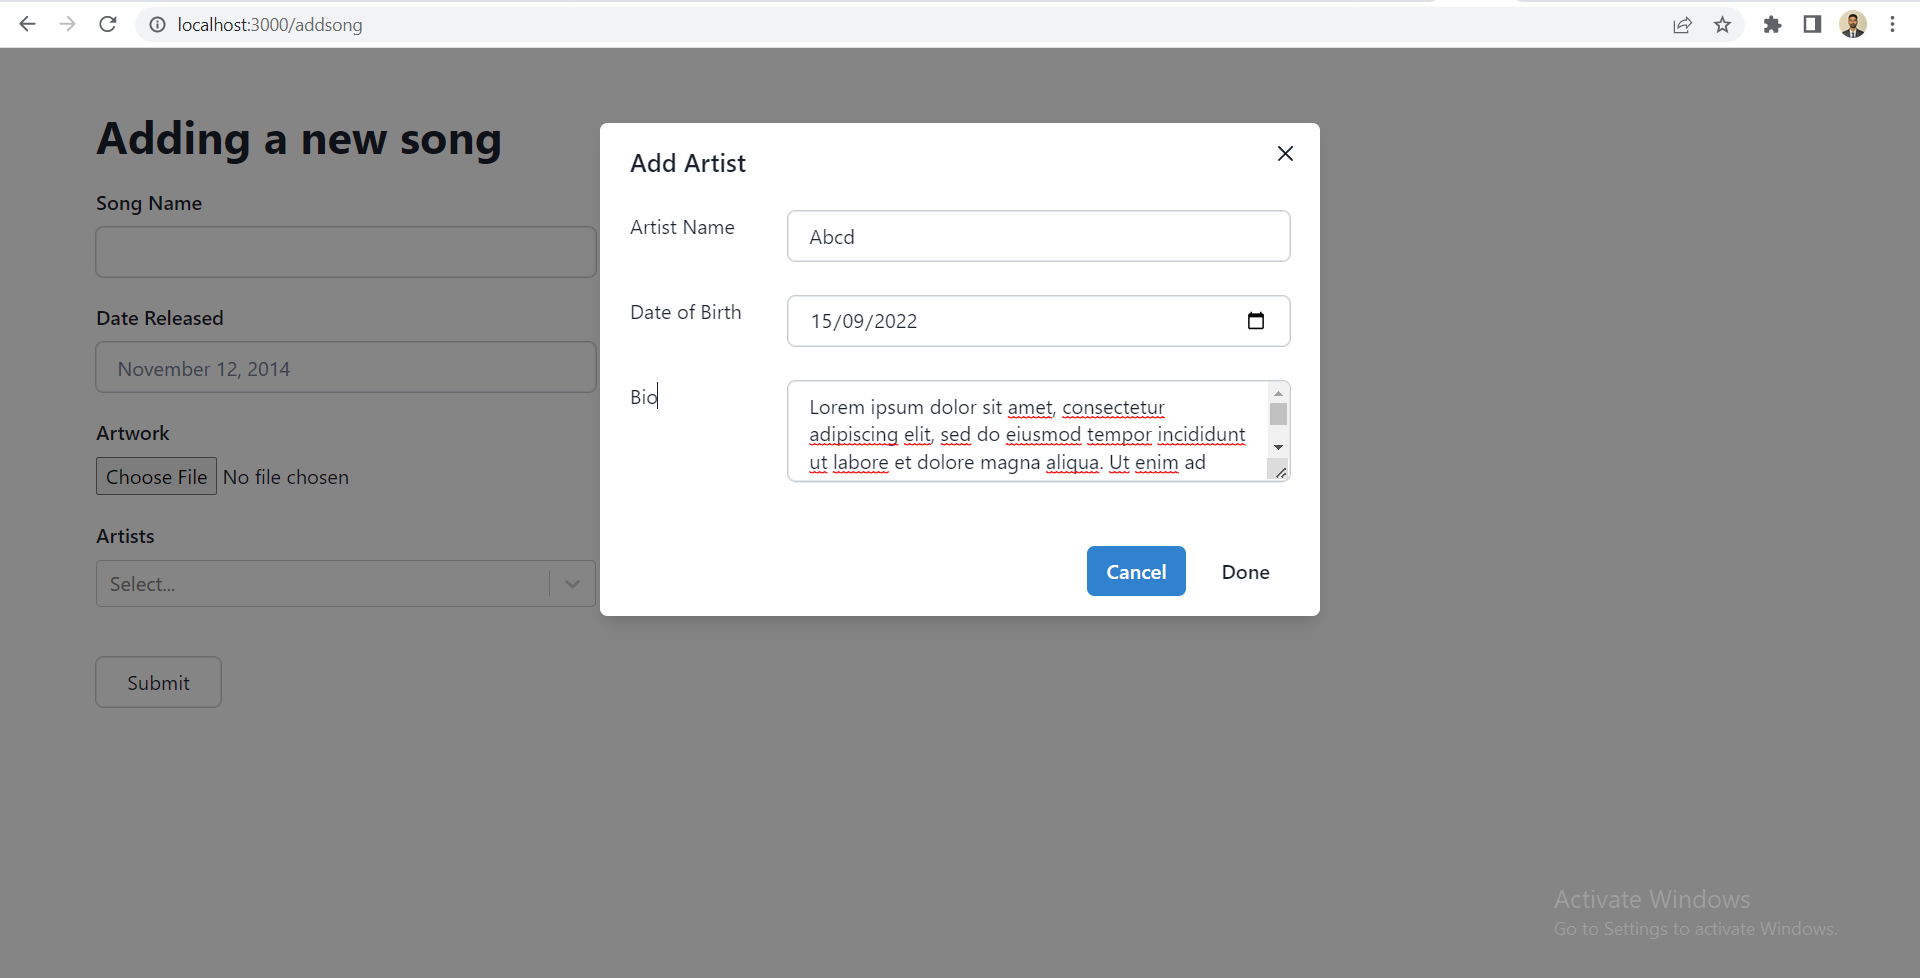 localhost:3000/addsong
Adding a new song
Song Name
Date Released
November 12, 2014
Artwork
Choose File No file chosen
Artists
Select...
Submit
Add Artist
Artist Name
Abcd
Date of Birth
15/09/2022
Bio
Lorem ipsum dolor sit amet, consectetur
adipiscing elit, sed do eiusmod tempor incididunt
ut labore et dolore magna aliqua. Ut enim ad
Cancel
Done
Activate Windows
Go to Settings to activate Windows.